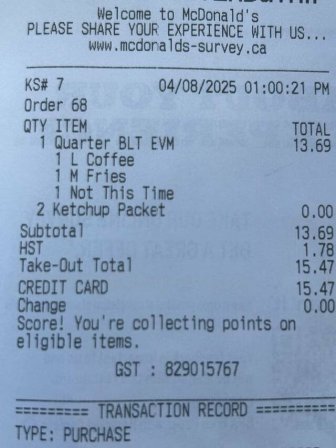 Welcome to McDonald's
PLEASE SHARE YOUR EXPERIENCE WITH US...
www.mcdonalds-survey.ca
KS# 7 04/08/2025 01:00:21 PM
Order 68
QTY ITEM TOTAL
1 Quarter BLT EVM 13.69
1 L Coffee
1 M Fries
1 Not This Time
2 Ketchup Packet 0.00
Subtotal 13.69
HST 1.78
Take-Out Total 15.47
CREDIT CARD 15.47
Change 0.00
Score! You're collecting points on
eligible items.
GST : 829015767
========= TRANSACTION RECORD ==========
TYPE: PURCHASE